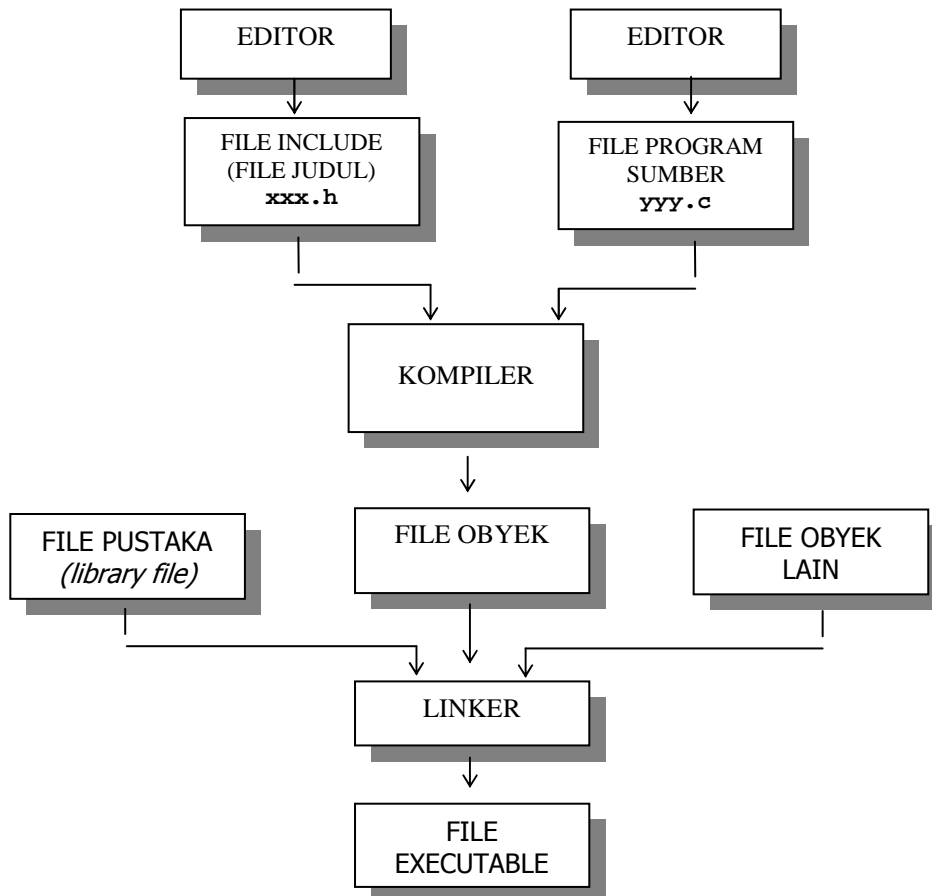 EDITOR
EDITOR
FILE INCLUDE
(FILE JUDUL)
xxx.h
FILE PROGRAM
SUMBER
yyy.c
KOMPILER
FILE PUSTAKA
(library file)
FILE OBYEK
FILE OBYEK
LAIN
LINKER
FILE
EXECUTABLE